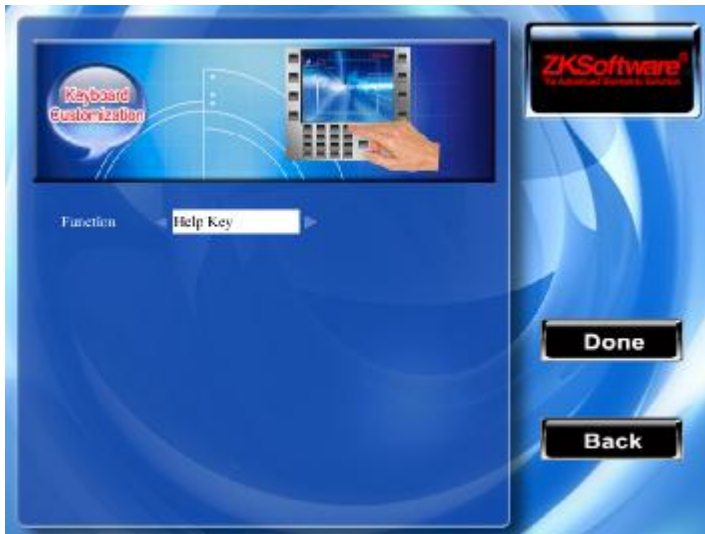 Keyboard
Customization
ZKSoftware®
Function
Help Key
Done
Back